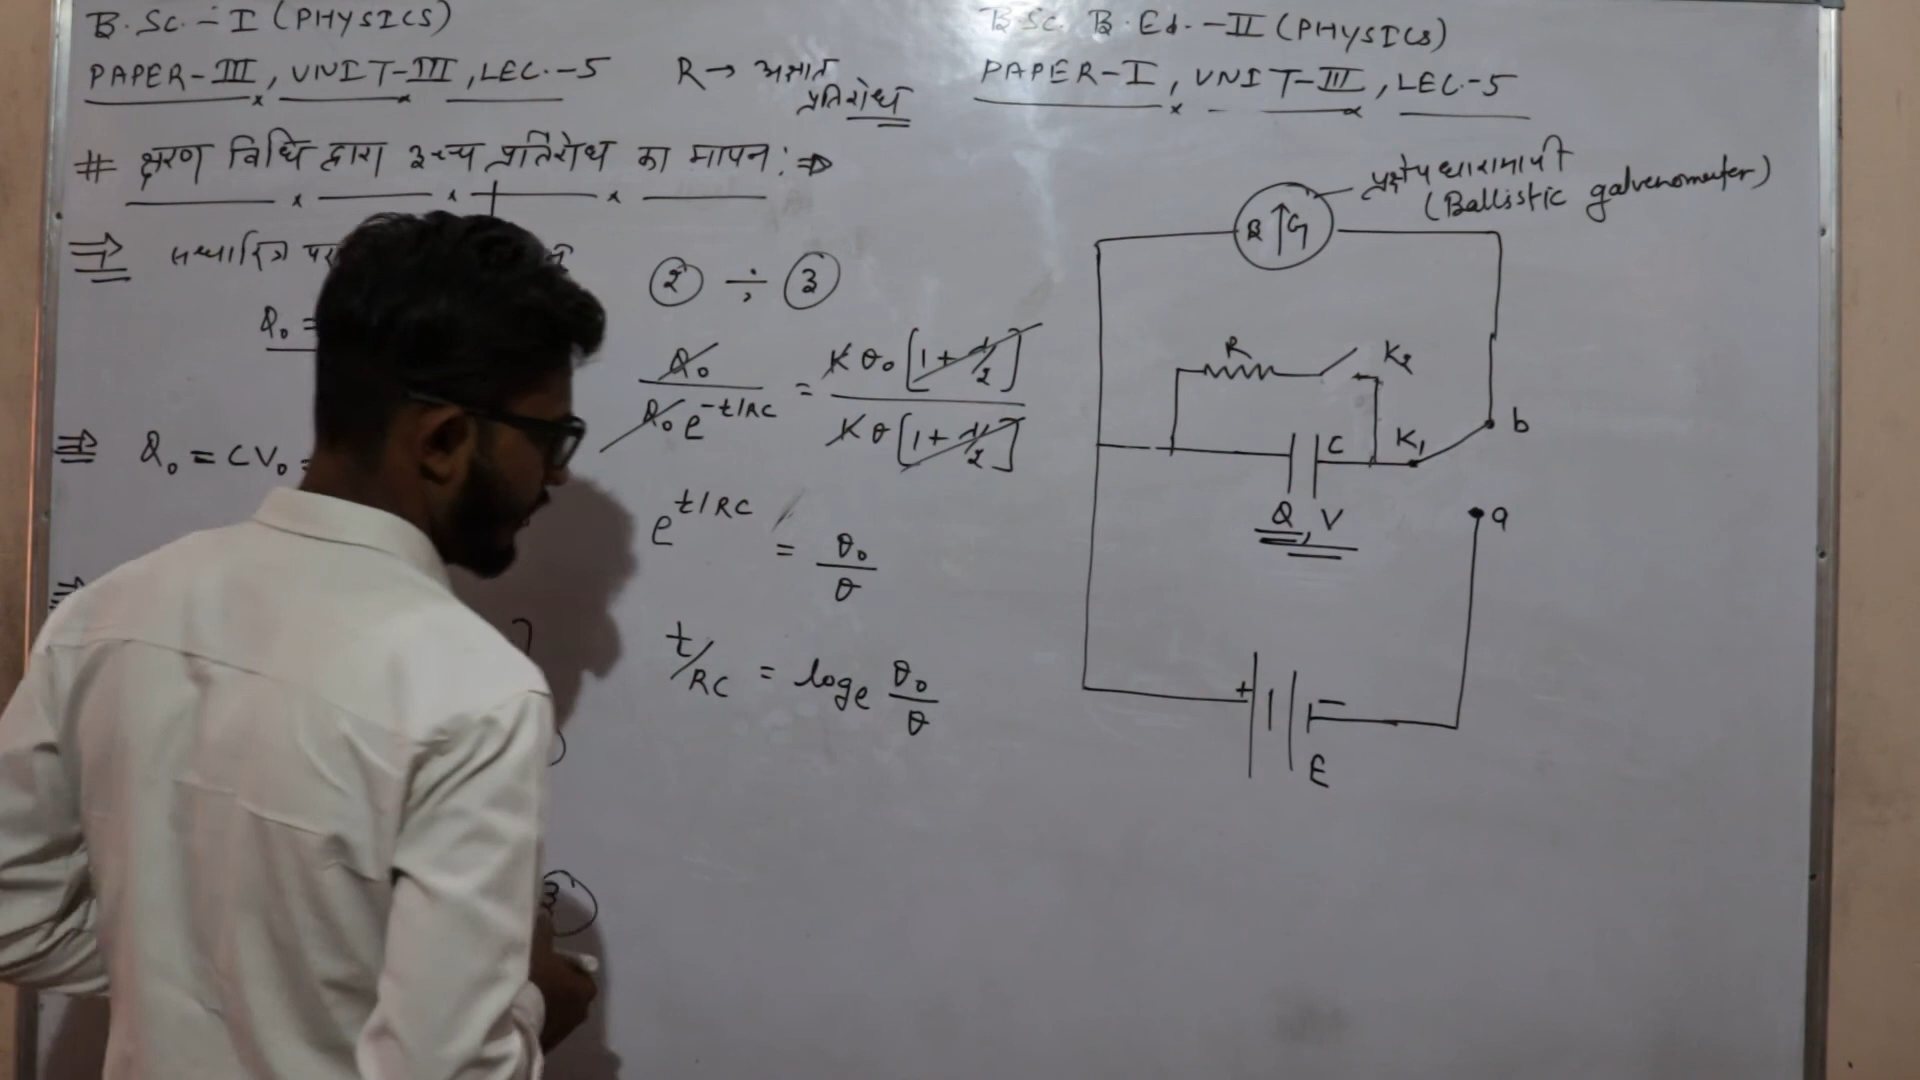 B.Sc.-I (PHYSICS)
PAPER-III, UNIT-III, LEC.-5
R → अज्ञात
प्रतिरोध
BSc. B.Ed.-II (PHYSICS)
PAPER-I, UNIT-III, LEC.-5
# क्षरण विधि द्वारा उच्च प्रतिरोध का मापन:⇒
⇒
Q₀ =
⇒ Q₀ = CV₀ =
② ÷ ③
Q₀/Q₀e^-t/RC = Kθ₀[1+λ/2]/Kθ[1+λ/2]
e^t/RC = θ₀/θ
t/RC = logₑ θ₀/θ
③
(Ballistic galvenometer)
B↑G
R K₂
C K₁ b
Q, V
a
+ −
E